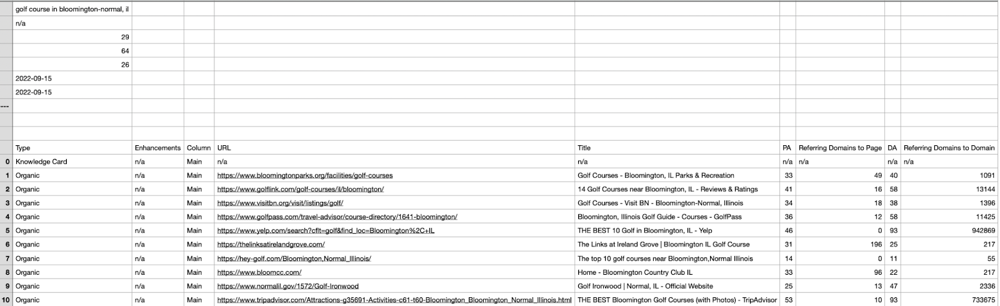 golf course in bloomington-normal, il
n/a
29
64
26
2022-09-15
2022-09-15
----
Type Enhancements Column URL Title PA Referring Domains to Page DA Referring Domains to Domain
0 Knowledge Card n/a Main n/a n/a n/a n/a n/a n/a
1 Organic n/a Main https://www.bloomingtonparks.org/facilities/golf-courses Golf Courses - Bloomington, IL Parks & Recreation 33 49 40 1091
2 Organic n/a Main https://www.golflink.com/golf-courses/il/bloomington/ 14 Golf Courses near Bloomington, IL - Reviews & Ratings 41 16 58 13144
3 Organic n/a Main https://www.visitbn.org/visit/listings/golf/ Golf Courses - Visit BN - Bloomington-Normal, Illinois 34 18 38 1396
4 Organic n/a Main https://www.golfpass.com/travel-advisor/course-directory/1641-bloomington/ Bloomington, Illinois Golf Guide - Courses - GolfPass 36 12 58 11425
5 Organic n/a Main https://www.yelp.com/search?cflt=golf&find_loc=Bloomington%2C+IL THE BEST 10 Golf in Bloomington, IL - Yelp 46 0 93 942869
6 Organic n/a Main https://thelinksatirelandgrove.com/ The Links at Ireland Grove | Bloomington IL Golf Course 31 196 25 217
7 Organic n/a Main https://hey-golf.com/Bloomington,Normal_Illinois/ The top 10 golf courses near Bloomington,Normal Illinois 14 0 11 55
8 Organic n/a Main https://www.bloomcc.com/ Home - Bloomington Country Club IL 33 96 22 217
9 Organic n/a Main https://www.normalil.gov/1572/Golf-Ironwood Golf Ironwood | Normal, IL - Official Website 25 13 47 2336
10 Organic n/a Main https://www.tripadvisor.com/Attractions-g35691-Activities-c61-t60-Bloomington_Bloomington_Normal_Illinois.html THE BEST Bloomington Golf Courses (with Photos) - TripAdvisor 53 10 93 733675